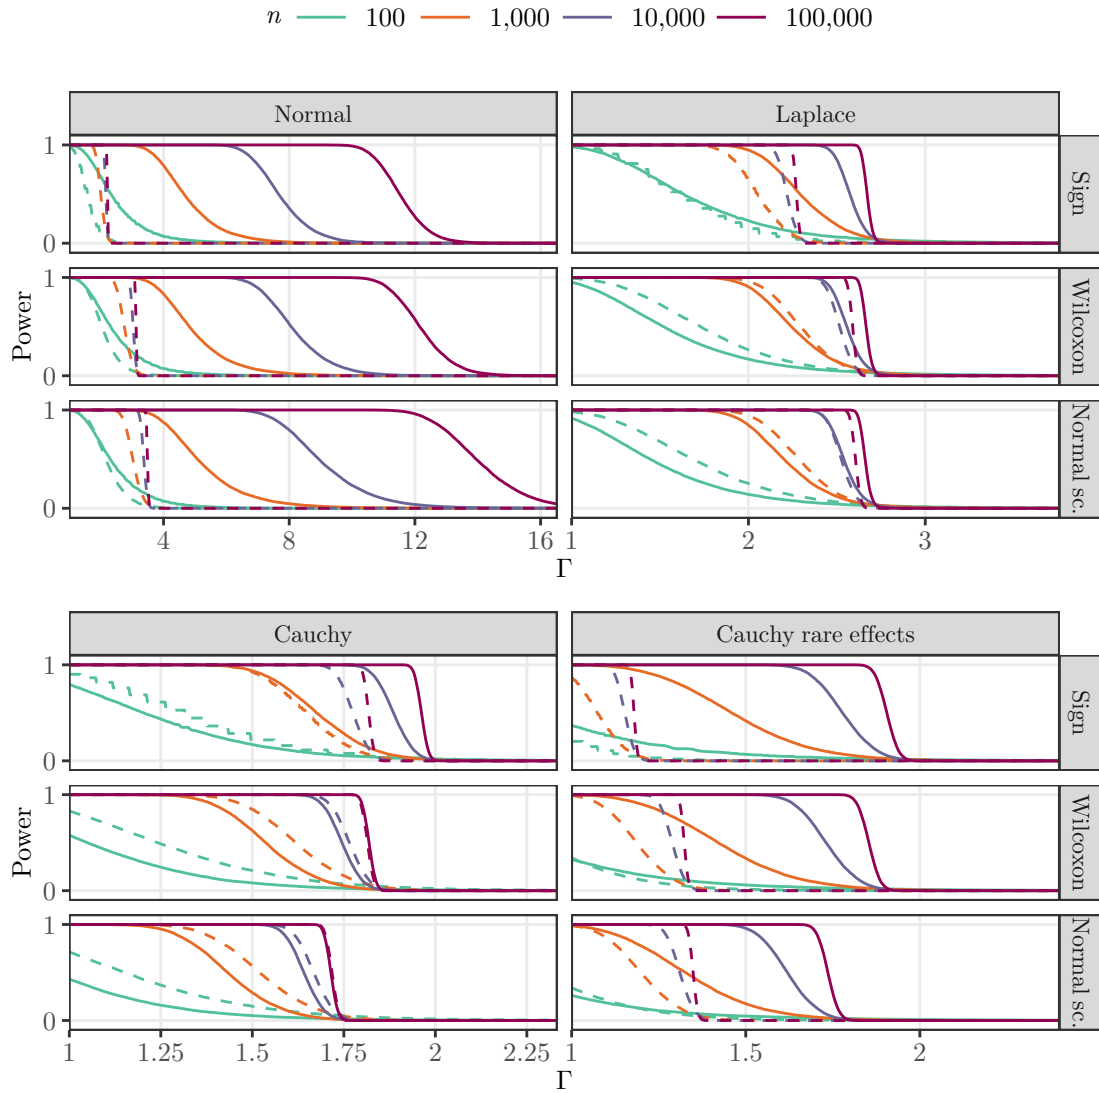 n 100 1,000 10,000 100,000
Normal Laplace
1
0
Sign
1
0
Wilcoxon
1
0
Normal sc.
Power
4 8 12 16 1 2 3
Γ
Cauchy Cauchy rare effects
1
0
Sign
1
0
Wilcoxon
1
0
Normal sc.
Power
1 1.25 1.5 1.75 2 2.25 1 1.5 2
Γ